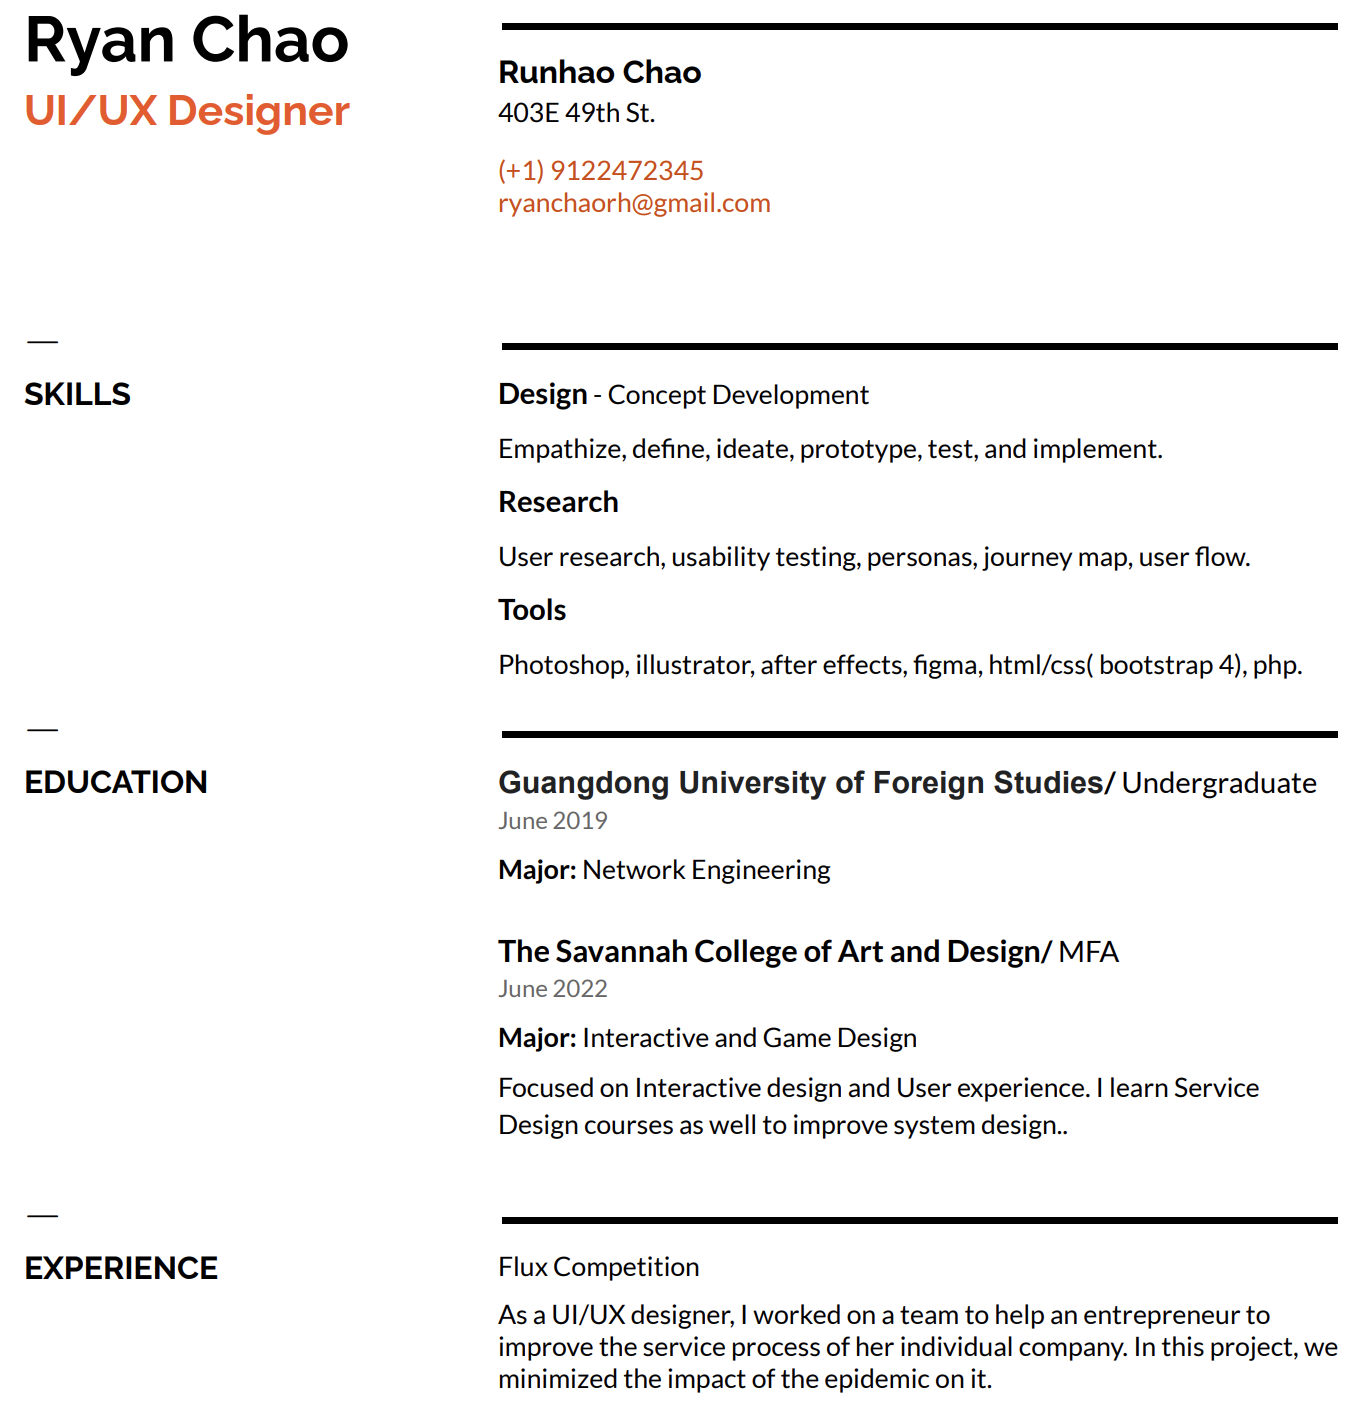 Ryan Chao
UI/UX Designer
Runhao Chao
403E 49th St.
(+1) 9122472345
ryanchaorh@gmail.com
SKILLS
Design - Concept Development
Empathize, define, ideate, prototype, test, and implement.
Research
User research, usability testing, personas, journey map, user flow.
Tools
Photoshop, illustrator, after effects, figma, html/css( bootstrap 4), php.
EDUCATION
Guangdong University of Foreign Studies/ Undergraduate
June 2019
Major: Network Engineering
The Savannah College of Art and Design/ MFA
June 2022
Major: Interactive and Game Design
Focused on Interactive design and User experience. I learn Service
Design courses as well to improve system design..
EXPERIENCE
Flux Competition
As a UI/UX designer, I worked on a team to help an entrepreneur to
improve the service process of her individual company. In this project, we
minimized the impact of the epidemic on it.